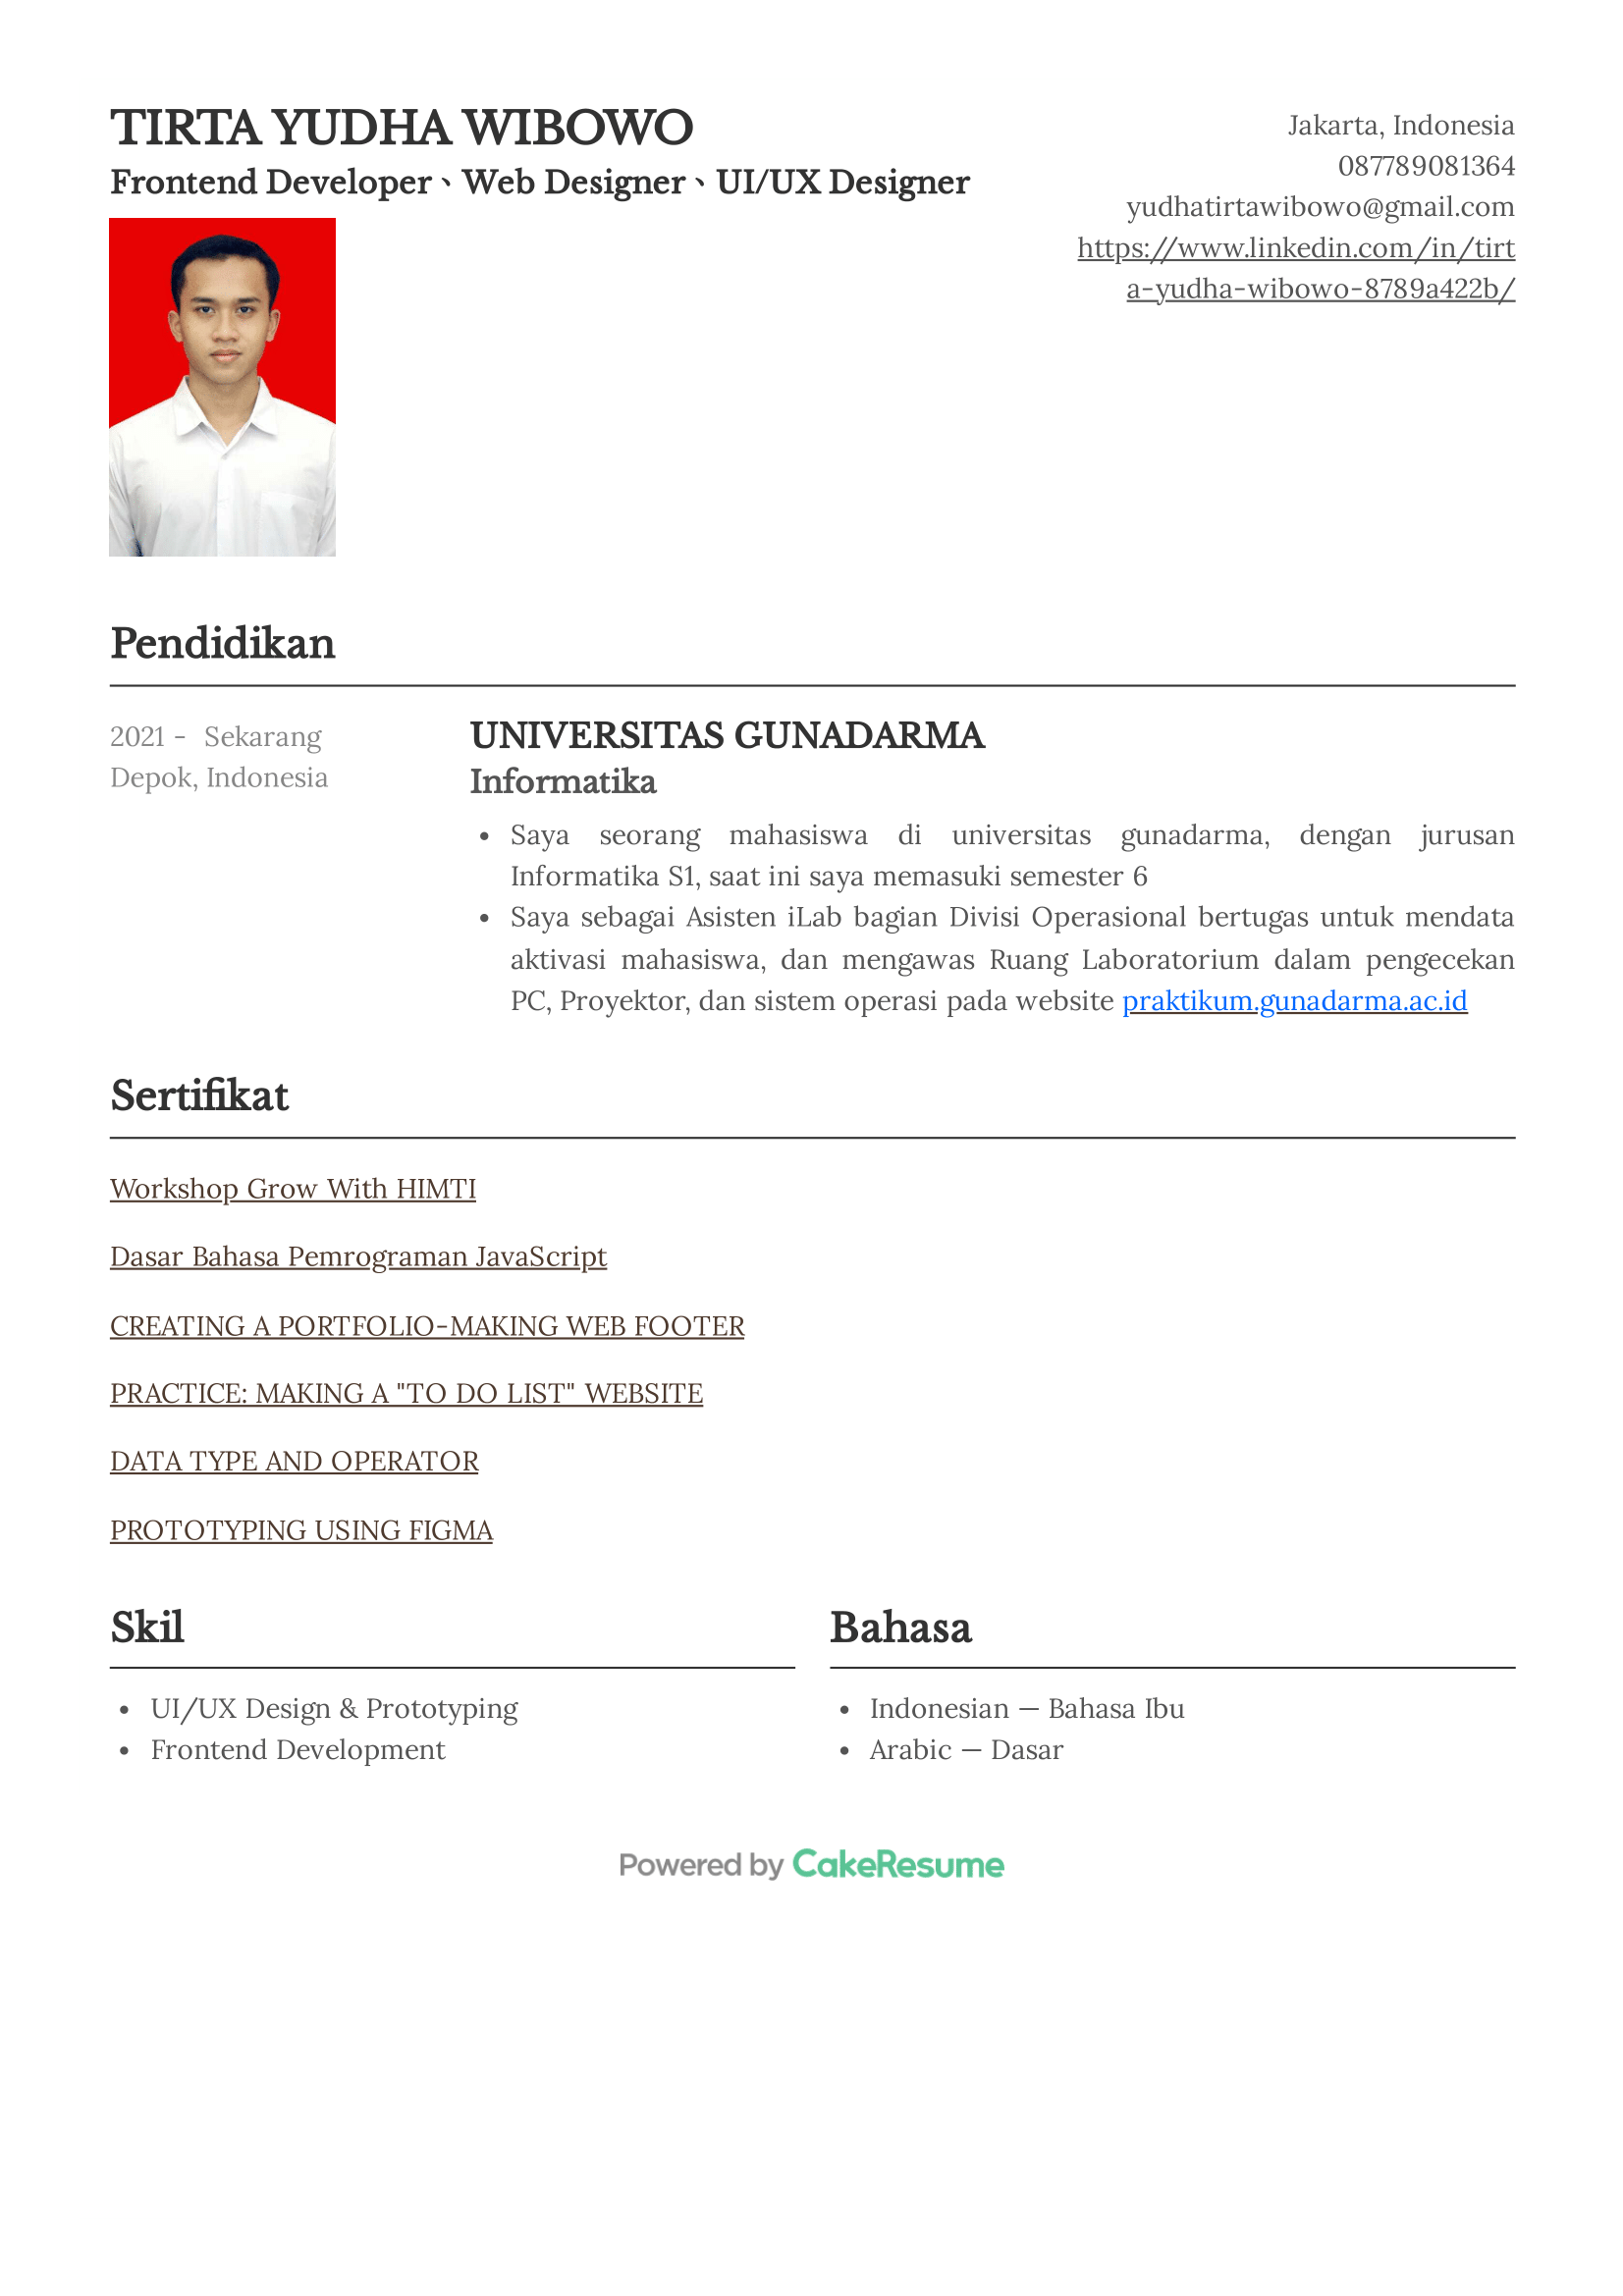 TIRTA YUDHA WIBOWO
Frontend Developer、Web Designer、UI/UX Designer
Jakarta, Indonesia
087789081364
yudhatirtawibowo@gmail.com
https://www.linkedin.com/in/tirt
a-yudha-wibowo-8789a422b/
Pendidikan
2021 - Sekarang
Depok, Indonesia
UNIVERSITAS GUNADARMA
Informatika
• Saya seorang mahasiswa di universitas gunadarma, dengan jurusan
Informatika S1, saat ini saya memasuki semester 6
• Saya sebagai Asisten iLab bagian Divisi Operasional bertugas untuk mendata
aktivasi mahasiswa, dan mengawas Ruang Laboratorium dalam pengecekan
PC, Proyektor, dan sistem operasi pada website praktikum.gunadarma.ac.id
Sertifikat
Workshop Grow With HIMTI
Dasar Bahasa Pemrograman JavaScript
CREATING A PORTFOLIO-MAKING WEB FOOTER
PRACTICE: MAKING A "TO DO LIST" WEBSITE
DATA TYPE AND OPERATOR
PROTOTYPING USING FIGMA
Skil
• UI/UX Design & Prototyping
• Frontend Development
Bahasa
• Indonesian — Bahasa Ibu
• Arabic — Dasar
Powered by CakeResume